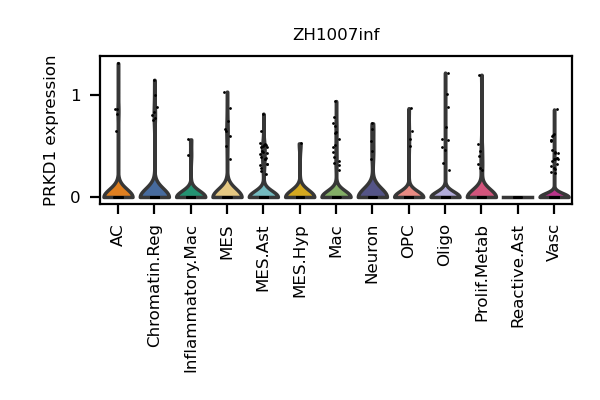 ZH1007inf
PRKD1 expression
1
0
AC
Chromatin.Reg
Inflammatory.Mac
MES
MES.Ast
MES.Hyp
Mac
Neuron
OPC
Oligo
Prolif.Metab
Reactive.Ast
Vasc